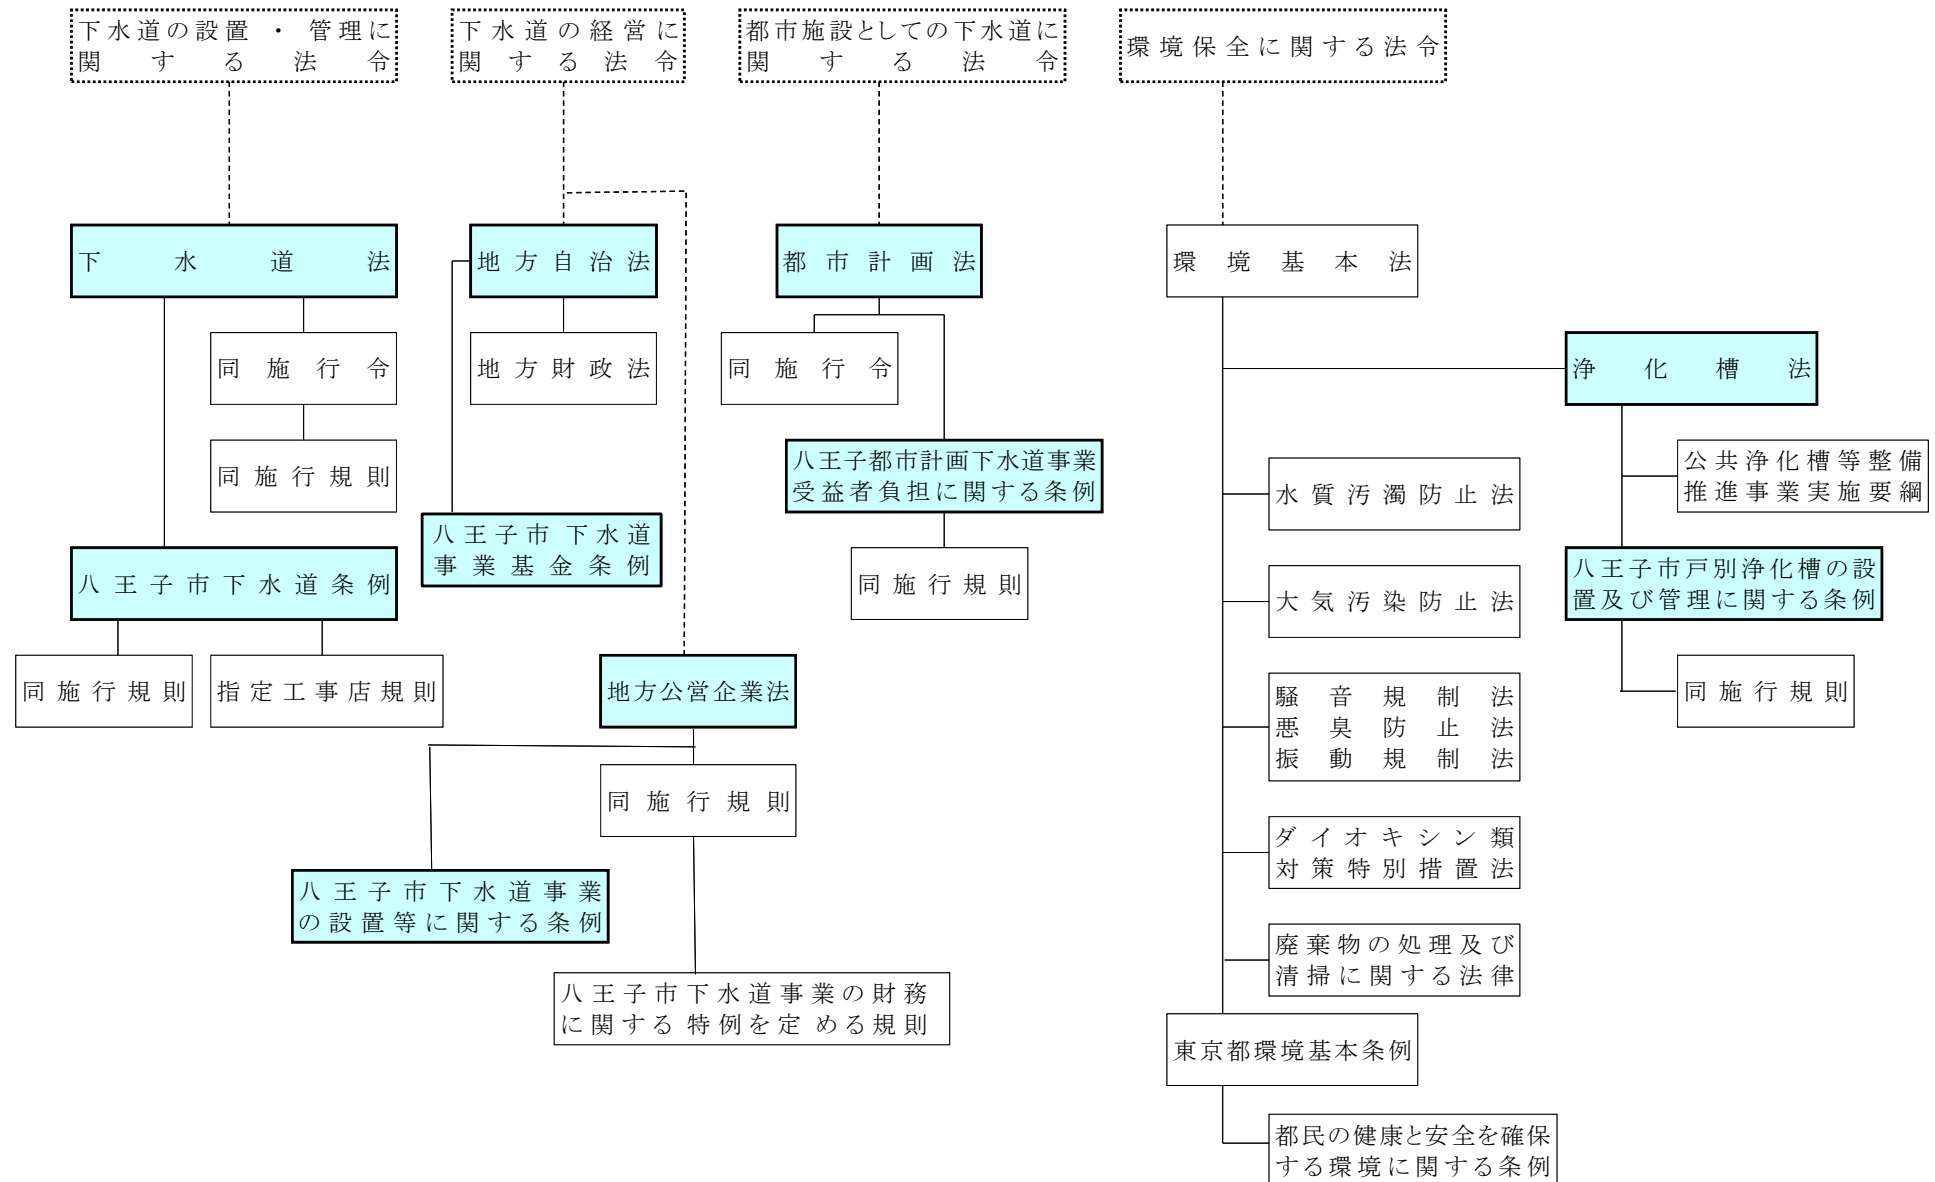 下水道の設置・管理に
関する法令
下水道の経営に
関する法令
都市施設としての下水道に
関する法令
環境保全に関する法令
下水道法
地方自治法
都市計画法
環境基本法
同施行令
地方財政法
同施行令
浄化槽法
同施行規則
八王子都市計画下水道事業
受益者負担に関する条例
水質汚濁防止法
公共浄化槽等整備
推進事業実施要綱
八王子市下水道
事業基金条例
八王子市下水道条例
同施行規則
大気汚染防止法
八王子市戸別浄化槽の設
置及び管理に関する条例
同施行規則
指定工事店規則
地方公営企業法
騒音規制法
悪臭防止法
振動規制法
同施行規則
同施行規則
ダイオキシン類
対策特別措置法
八王子市下水道事業
の設置等に関する条例
廃棄物の処理及び
清掃に関する法律
八王子市下水道事業の財務
に関する特例を定める規則
東京都環境基本条例
都民の健康と安全を確保
する環境に関する条例